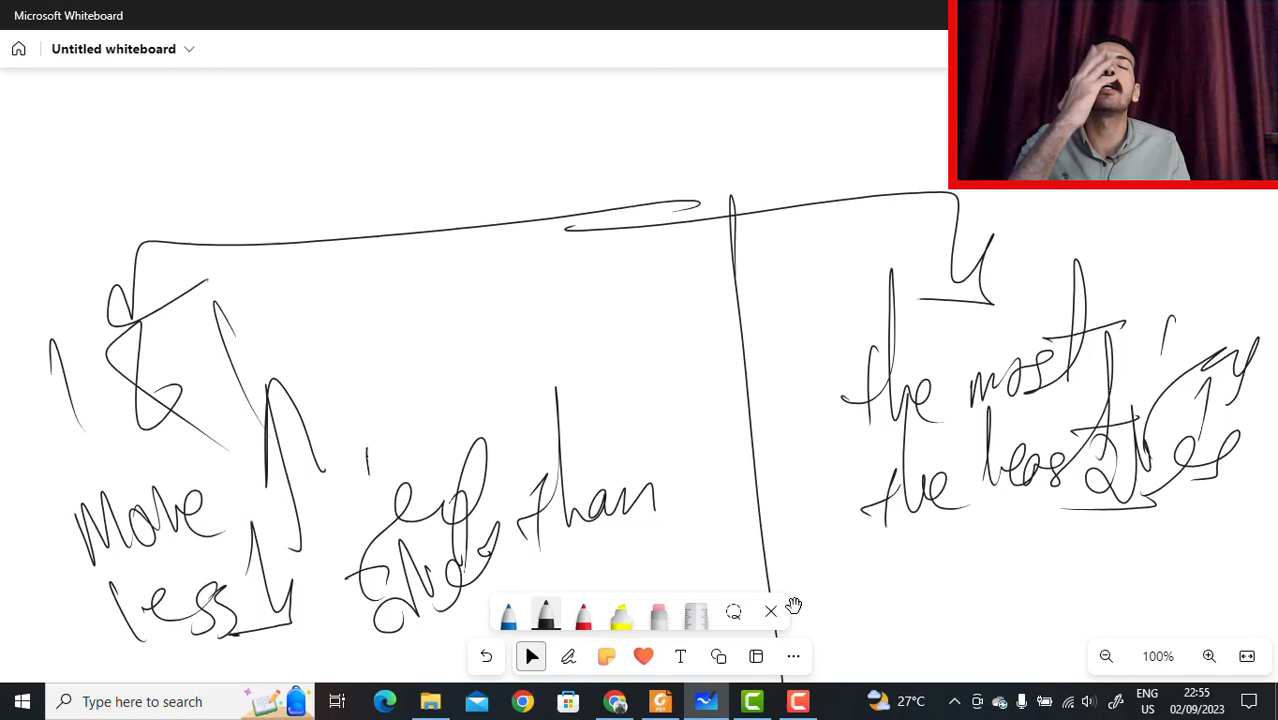 Microsoft Whiteboard
Untitled whiteboard
the most
the least
More than
less
100%
Type here to search
27°C
ENG
US
22:55
02/09/2023